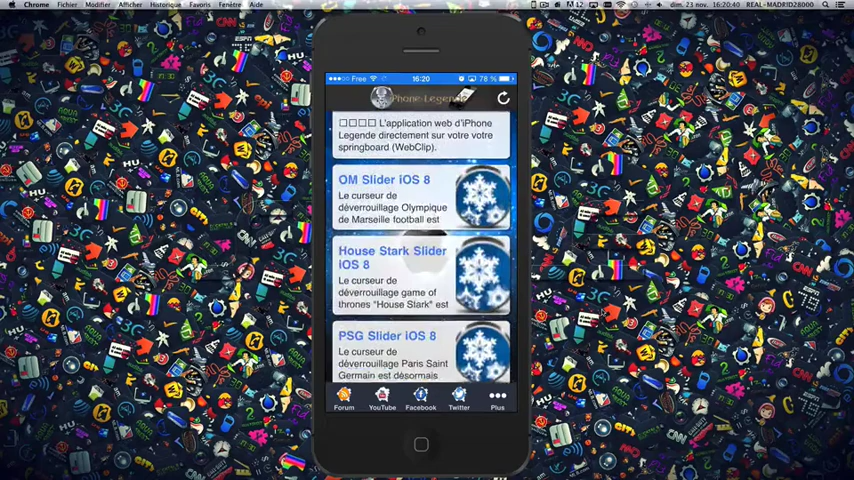 Chrome Fichier Modifier Afficher Historique Favoris Fenêtre Aide
12 dim. 23 nov. 16:20:40 REAL-MADRID28000
Free 16:20 78 %
iPhone Legende
□□□□ L'application web d'iPhone
Legende directement sur votre votre
springboard (WebClip).
OM Slider iOS 8
Le curseur de
déverrouillage Olympique
de Marseille football est
House Stark Slider
iOS 8
Le curseur de
déverrouillage game of
thrones "House Stark" est
PSG Slider iOS 8
Le curseur de
déverrouillage Paris Saint
Germain est désormais
Forum YouTube Facebook Twitter Plus